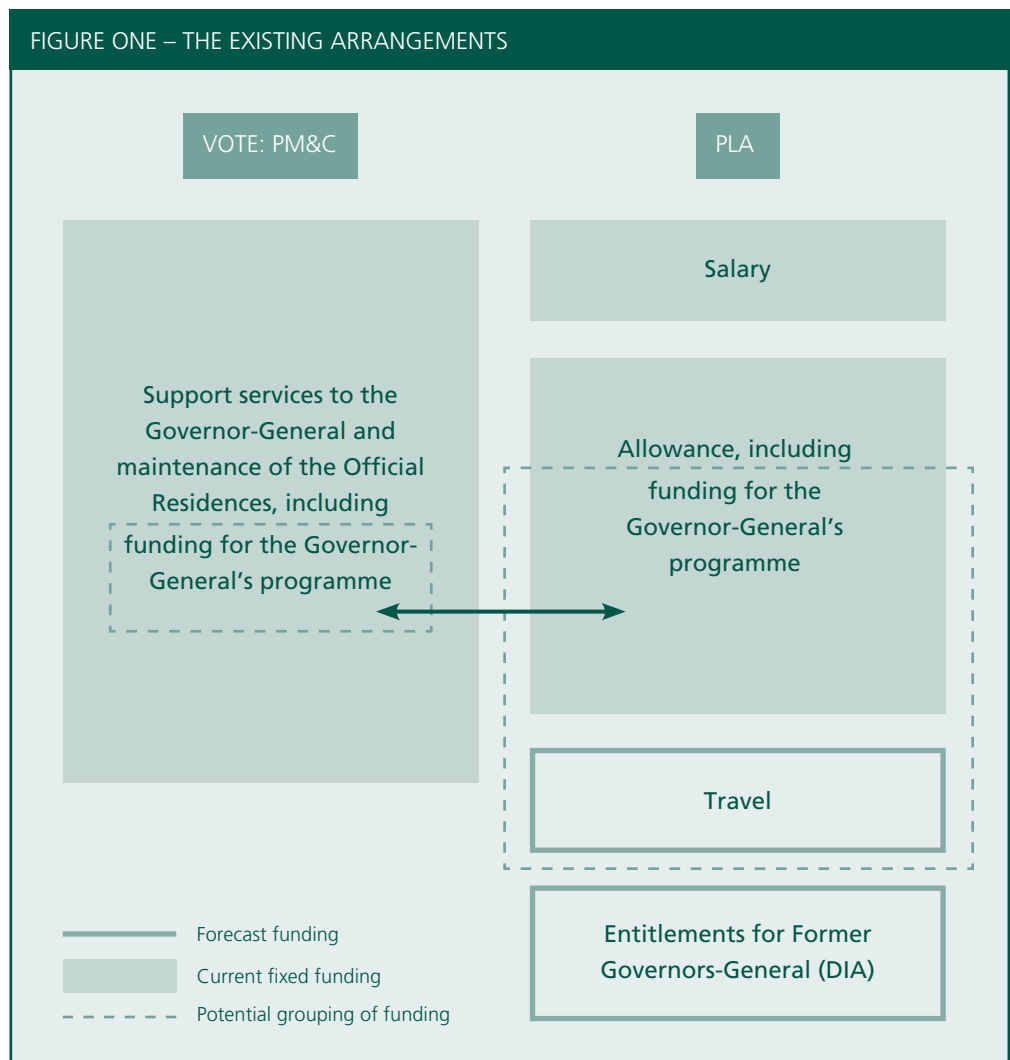 FIGURE ONE – THE EXISTING ARRANGEMENTS
VOTE: PM&C
Support services to the
Governor-General and
maintenance of the Official
Residences, including
funding for the Governor-
General’s programme
PLA
Salary
Allowance, including
funding for the
Governor-General’s
programme
Travel
Entitlements for Former
Governors-General (DIA)
Forecast funding
Current fixed funding
Potential grouping of funding